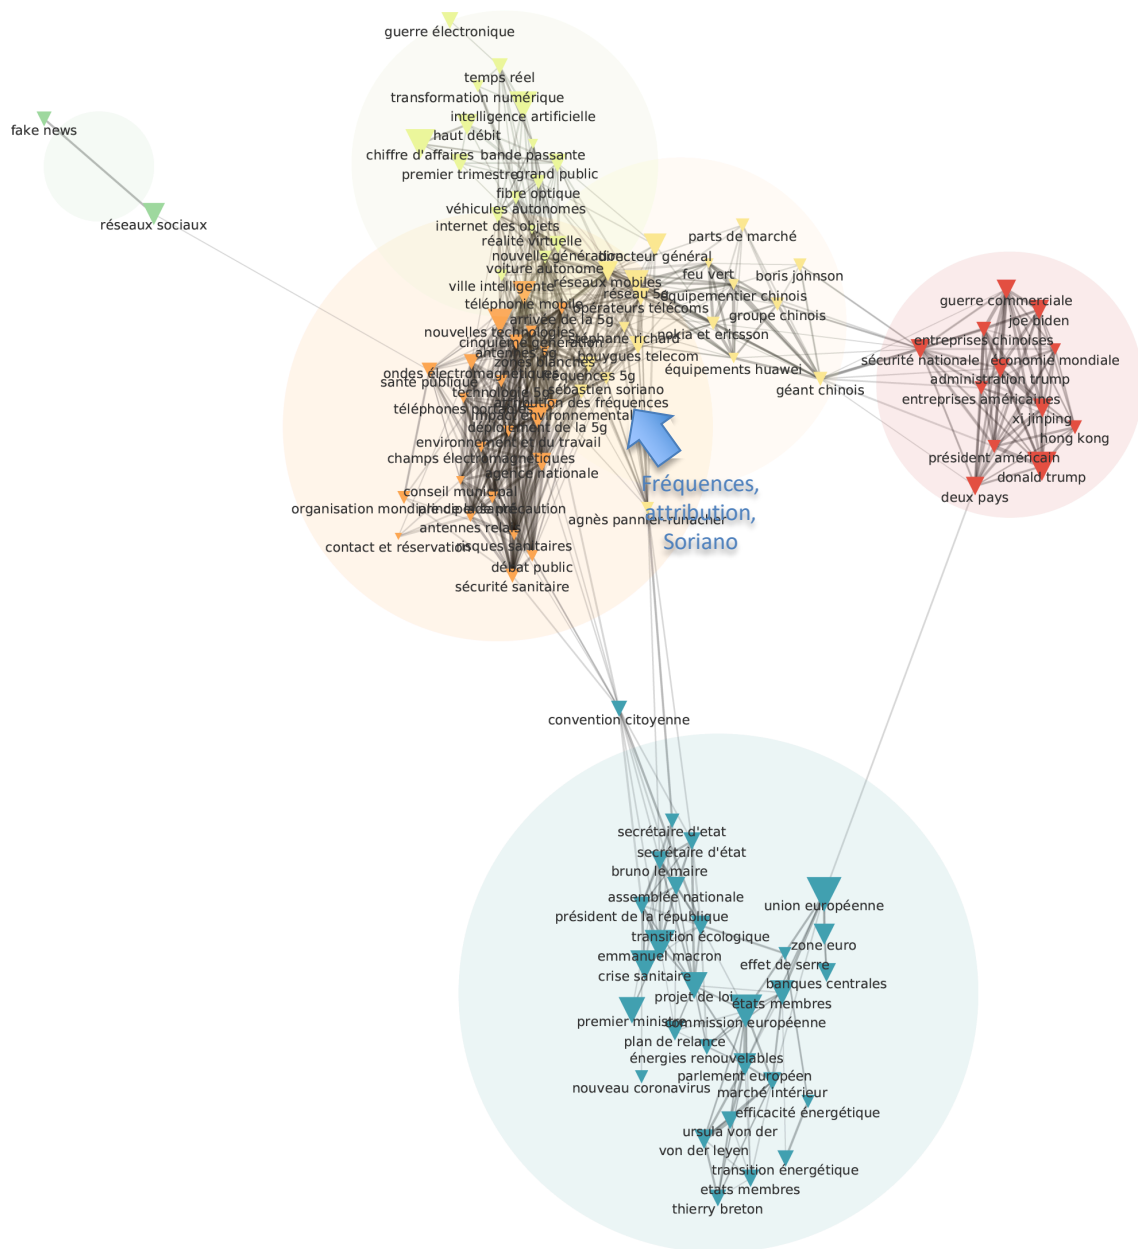 guerre électronique
temps réel
transformation numérique
intelligence artificielle
haut débit
chiffre d'affaires
bande passante
premier trimestre
grand public
fibre optique
véhicules autonomes
internet des objets
réalité virtuelle
nouvelle génération
directeur général
voiture autonome
réseaux mobiles
ville intelligente
réseau 5g
téléphonie mobile
opérateurs télécoms
arrivée de la 5g
nouvelles technologies
stéphane richard
cinquième génération
antennes 5g
zones blanches
bouygues telecom
ondes électromagnétiques
fréquences 5g
santé publique
technologie 5g
sébastien soriano
attribution des fréquences
téléphones portables
impact environnemental
déploiement de la 5g
environnement et du travail
champs électromagnétiques
agence nationale
conseil municipal
organisation mondiale de la santé
principe de précaution
antennes relais
contact et réservation
risques sanitaires
débat public
sécurité sanitaire
fake news
réseaux sociaux
parts de marché
feu vert
boris johnson
équipementier chinois
groupe chinois
nokia et ericsson
équipements huawei
géant chinois
agnès pannier-runacher
Fréquences,
attribution,
Soriano
guerre commerciale
joe biden
entreprises chinoises
sécurité nationale
économie mondiale
administration trump
entreprises américaines
xi jinping
hong kong
président américain
donald trump
deux pays
convention citoyenne
secrétaire d'etat
secrétaire d'état
bruno le maire
assemblée nationale
président de la république
transition écologique
emmanuel macron
crise sanitaire
projet de loi
premier ministre
plan de relance
énergies renouvelables
nouveau coronavirus
union européenne
zone euro
effet de serre
banques centrales
états membres
commission européenne
parlement européen
marché intérieur
efficacité énergétique
ursula von der
von der leyen
transition énergétique
etats membres
thierry breton